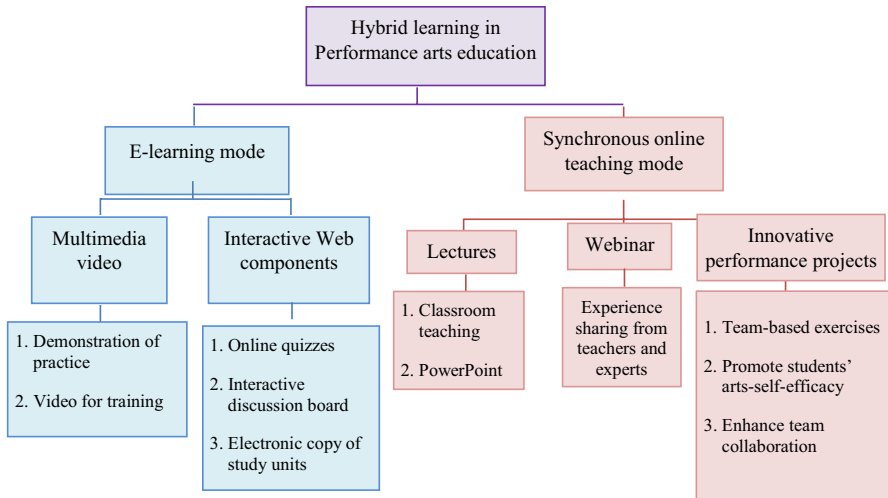 Hybrid learning in
Performance arts education
E-learning mode
Synchronous online
teaching mode
Multimedia
video
Interactive Web
components
Lectures
Webinar
Innovative
performance projects
1. Demonstration of
practice
2. Video for training
1. Online quizzes
2. Interactive
discussion board
3. Electronic copy of
study units
1. Classroom
teaching
2. PowerPoint
Experience
sharing from
teachers and
experts
1. Team-based exercises
2. Promote students’
arts-self-efficacy
3. Enhance team
collaboration